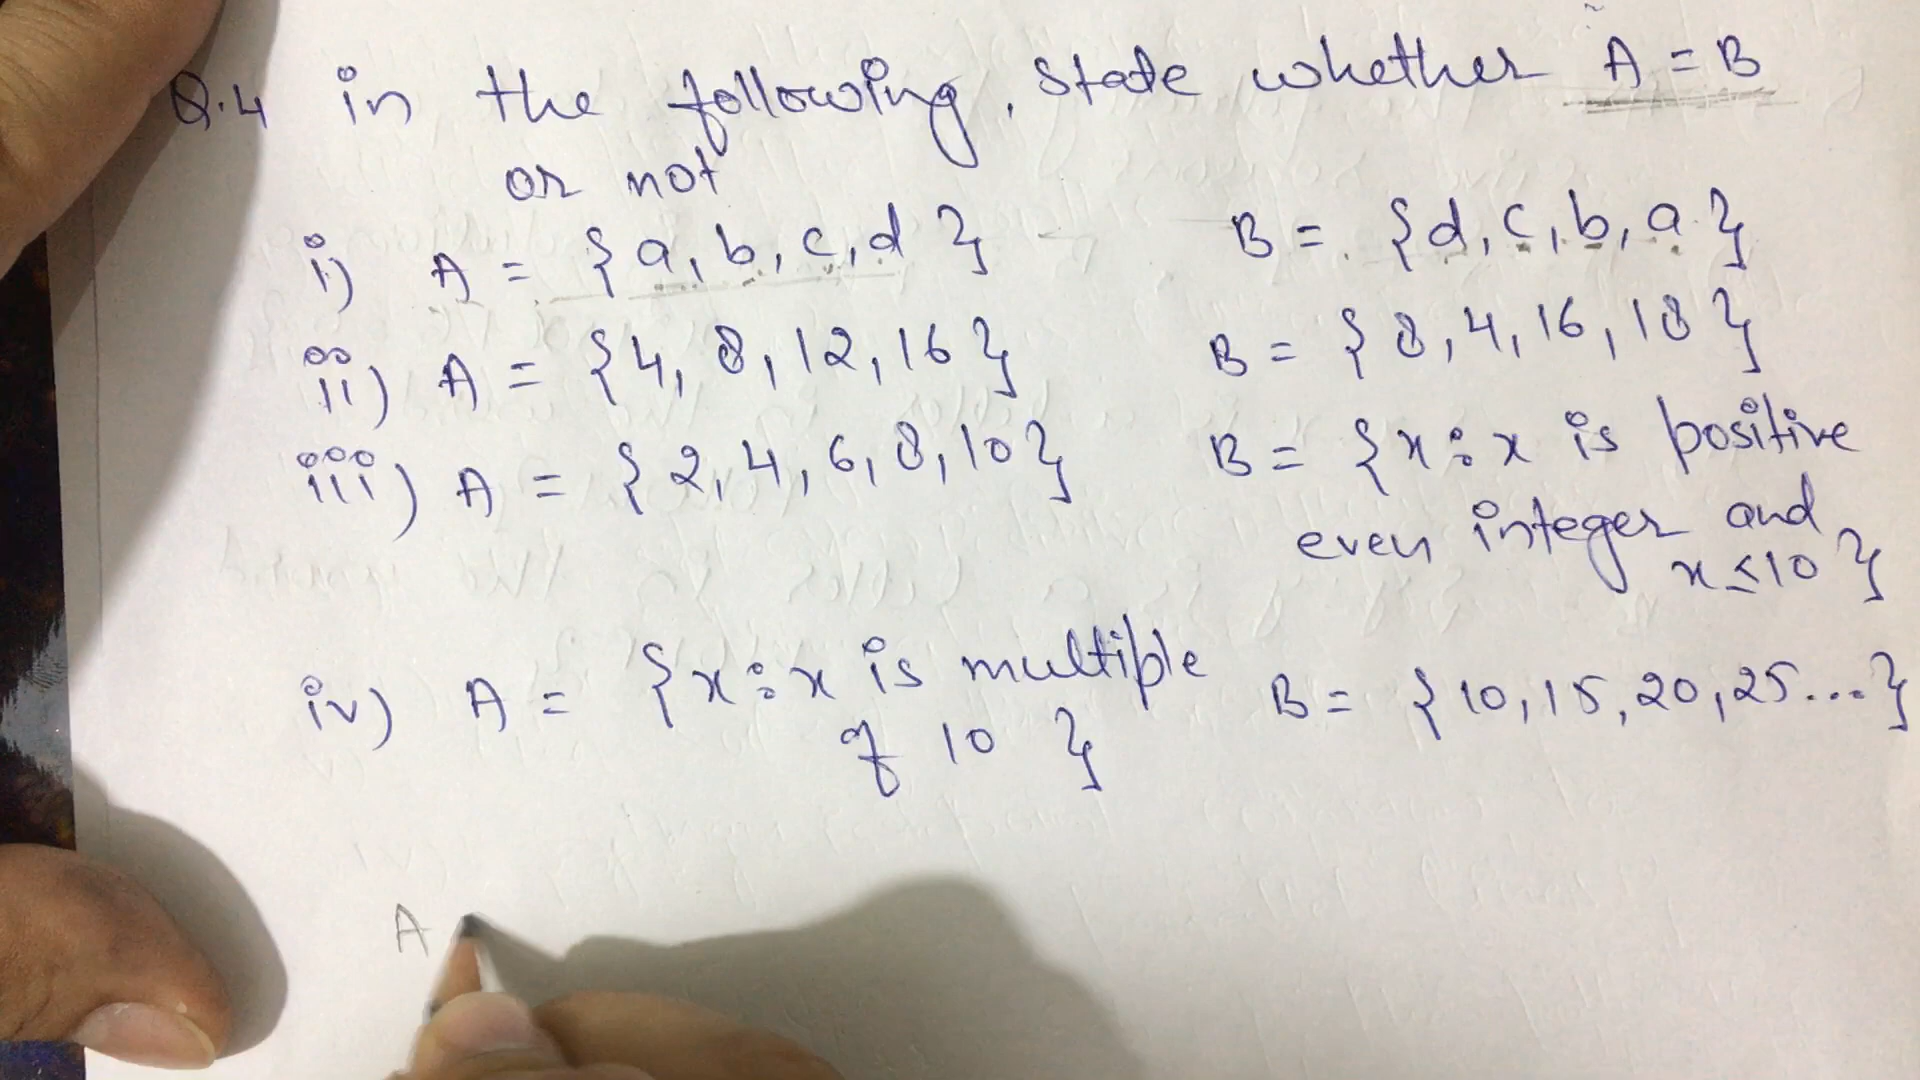 Q.4 in the following, state whether A = B
or not
i) A = {a, b, c, d} B = {d, c, b, a}
ii) A = {4, 8, 12, 16} B = {8, 4, 16, 18}
iii) A = {2, 4, 6, 8, 10} B = {x : x is positive
even integer and
x ≤ 10}
iv) A = {x : x is multiple B = {10, 15, 20, 25...}
of 10}
A